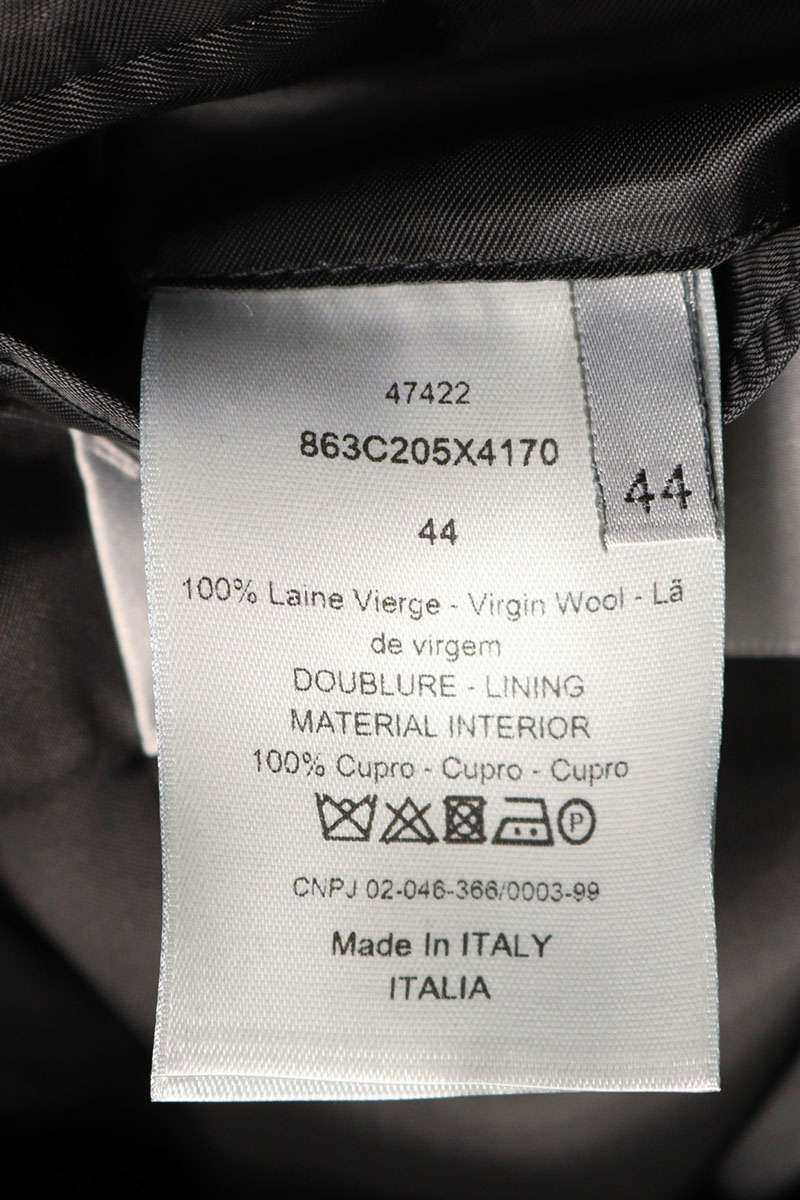 47422
863C205X4170
44
44
100% Laine Vierge - Virgin Wool - Lã
de virgem
DOUBLURE - LINING
MATERIAL INTERIOR
100% Cupro - Cupro - Cupro
P
CNPJ 02-046-366/0003-99
Made In ITALY
ITALIA